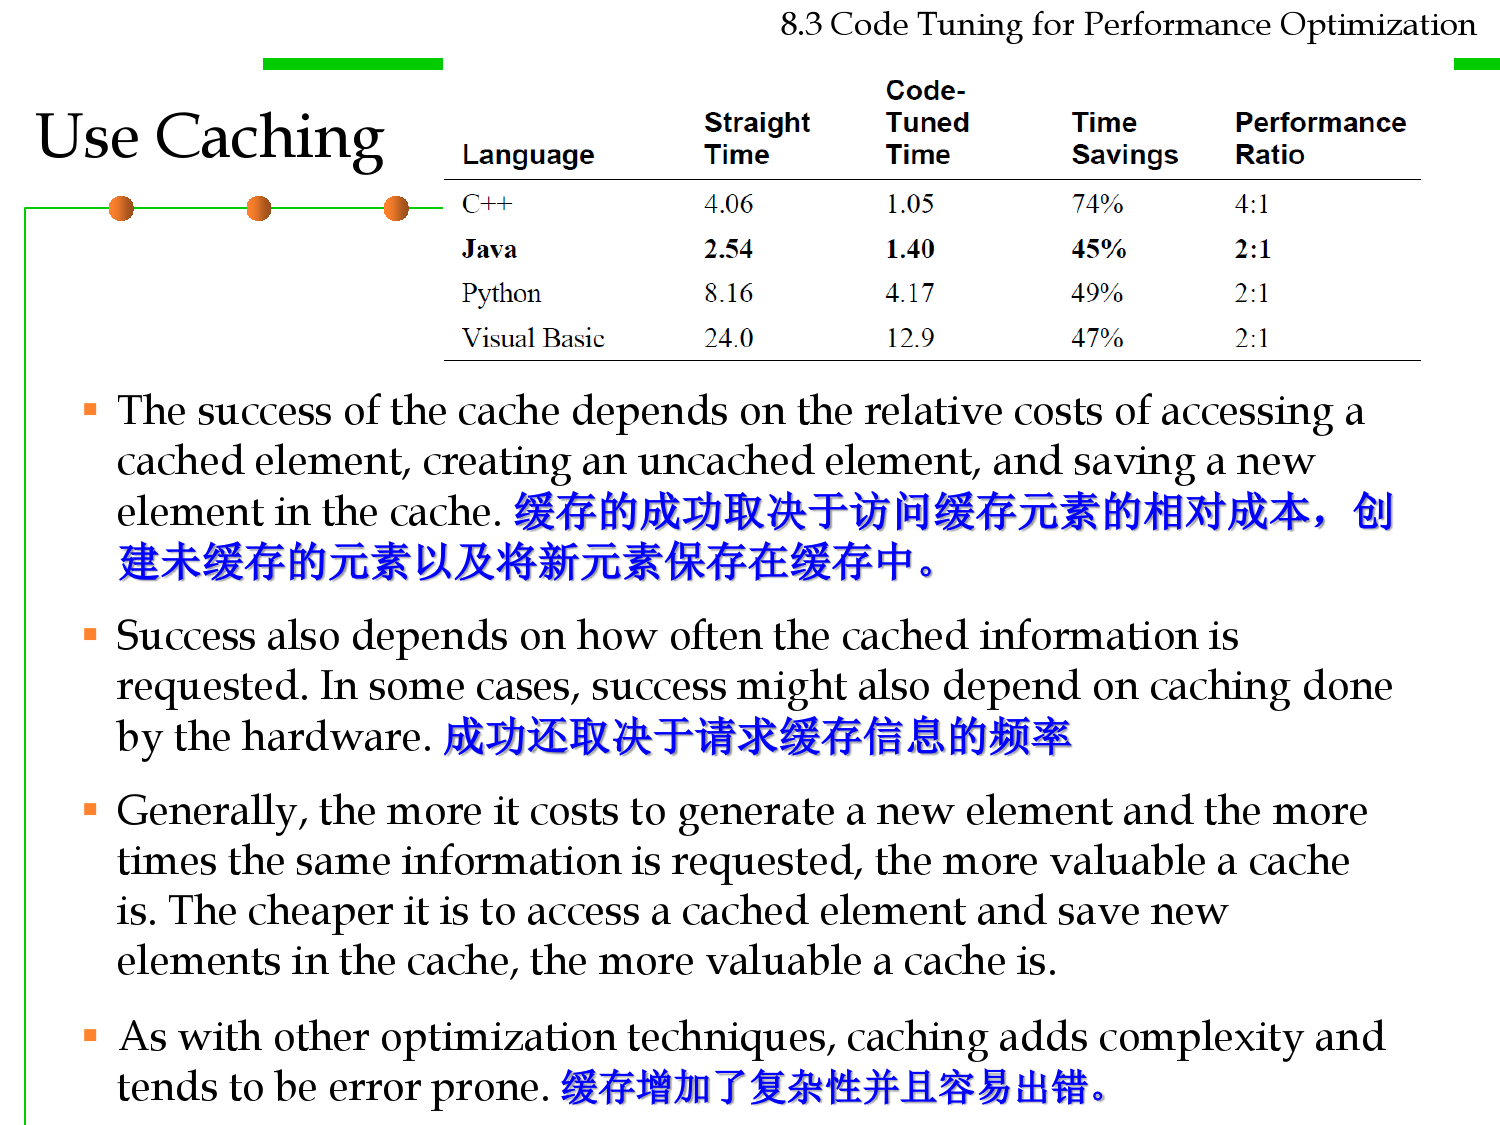 8.3 Code Tuning for Performance Optimization
Use Caching
Language Straight Time Code-Tuned Time Time Savings Performance Ratio
C++ 4.06 1.05 74% 4:1
Java 2.54 1.40 45% 2:1
Python 8.16 4.17 49% 2:1
Visual Basic 24.0 12.9 47% 2:1
The success of the cache depends on the relative costs of accessing a
cached element, creating an uncached element, and saving a new
element in the cache. 缓存的成功取决于访问缓存元素的相对成本，创
建未缓存的元素以及将新元素保存在缓存中。
Success also depends on how often the cached information is
requested. In some cases, success might also depend on caching done
by the hardware. 成功还取决于请求缓存信息的频率
Generally, the more it costs to generate a new element and the more
times the same information is requested, the more valuable a cache
is. The cheaper it is to access a cached element and save new
elements in the cache, the more valuable a cache is.
As with other optimization techniques, caching adds complexity and
tends to be error prone. 缓存增加了复杂性并且容易出错。